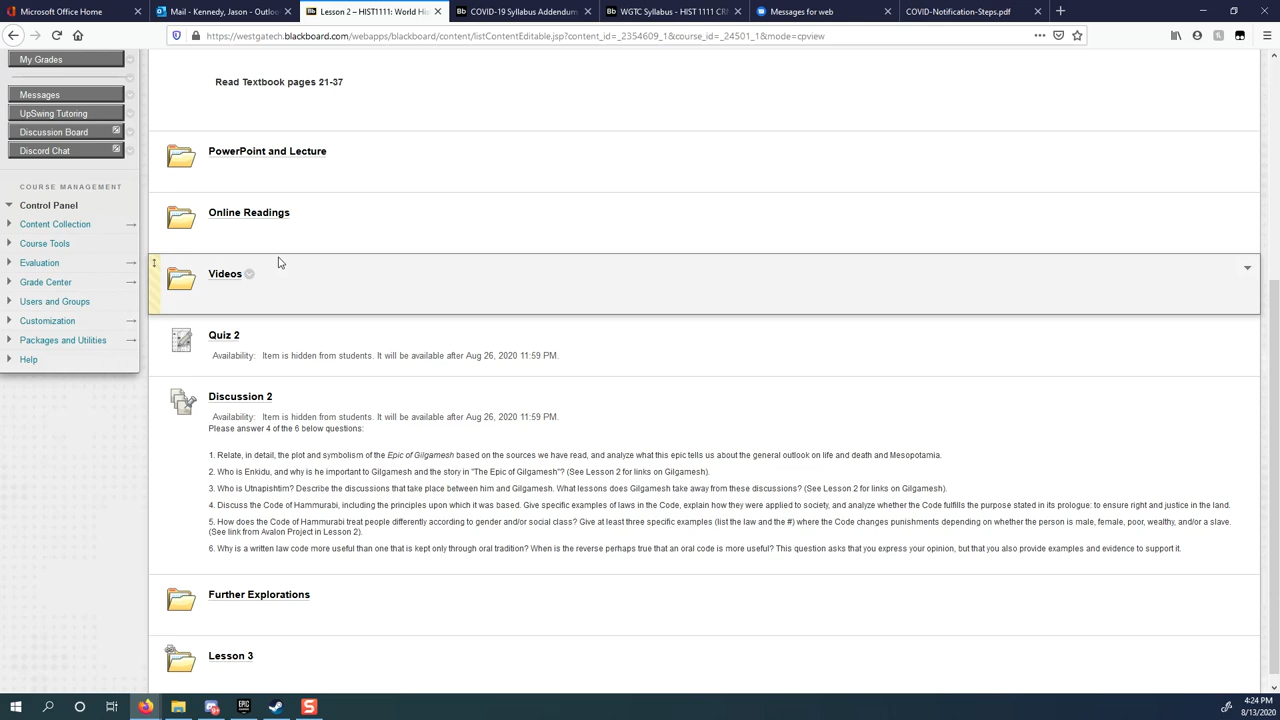 Microsoft Office Home
Mail - Kennedy, Jason - Outloo
Lesson 2 – HIST1111: World His
COVID-19 Syllabus Addendum
WGTC Syllabus - HIST 1111 CRN
Messages for web
COVID-Notification-Steps.pdf
https://westgatech.blackboard.com/webapps/blackboard/content/listContentEditable.jsp?content_id=_2354609_1&course_id=_24501_1&mode=cpview
My Grades
Messages
UpSwing Tutoring
Discussion Board
Discord Chat
COURSE MANAGEMENT
Control Panel
Content Collection
Course Tools
Evaluation
Grade Center
Users and Groups
Customization
Packages and Utilities
Help
Read Textbook pages 21-37
PowerPoint and Lecture
Online Readings
Videos
Quiz 2
Availability: Item is hidden from students. It will be available after Aug 26, 2020 11:59 PM.
Discussion 2
Availability: Item is hidden from students. It will be available after Aug 26, 2020 11:59 PM.
Please answer 4 of the 6 below questions:
1. Relate, in detail, the plot and symbolism of the Epic of Gilgamesh based on the sources we have read, and analyze what this epic tells us about the general outlook on life and death and Mesopotamia.
2. Who is Enkidu, and why is he important to Gilgamesh and the story in "The Epic of Gilgamesh"? (See Lesson 2 for links on Gilgamesh).
3. Who is Utnapishtim? Describe the discussions that take place between him and Gilgamesh. What lessons does Gilgamesh take away from these discussions? (See Lesson 2 for links on Gilgamesh).
4. Discuss the Code of Hammurabi, including the principles upon which it was based. Give specific examples of laws in the Code, explain how they were applied to society, and analyze whether the Code fulfills the purpose stated in its prologue: to ensure right and justice in the land.
5. How does the Code of Hammurabi treat people differently according to gender and/or social class? Give at least three specific examples (list the law and the #) where the Code changes punishments depending on whether the person is male, female, poor, wealthy, and/or a slave.
(See link from Avalon Project in Lesson 2).
6. Why is a written law code more useful than one that is kept only through oral tradition? When is the reverse perhaps true that an oral code is more useful? This question asks that you express your opinion, but that you also provide examples and evidence to support it.
Further Explorations
Lesson 3
EPIC
4:24 PM
8/13/2020